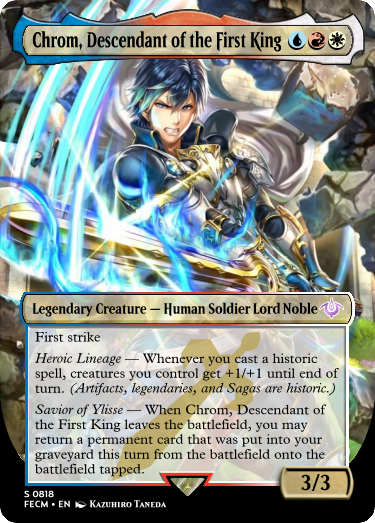 Chrom, Descendant of the First King
Legendary Creature — Human Soldier Lord Noble
First strike
Heroic Lineage — Whenever you cast a historic
spell, creatures you control get +1/+1 until end of
turn. (Artifacts, legendaries, and Sagas are historic.)
Savior of Ylisse — When Chrom, Descendant of
the First King leaves the battlefield, you may
return a permanent card that was put into your
graveyard this turn from the battlefield onto the
battlefield tapped.
3/3
S 0818
FECM • EN Kazuhiro Taneda